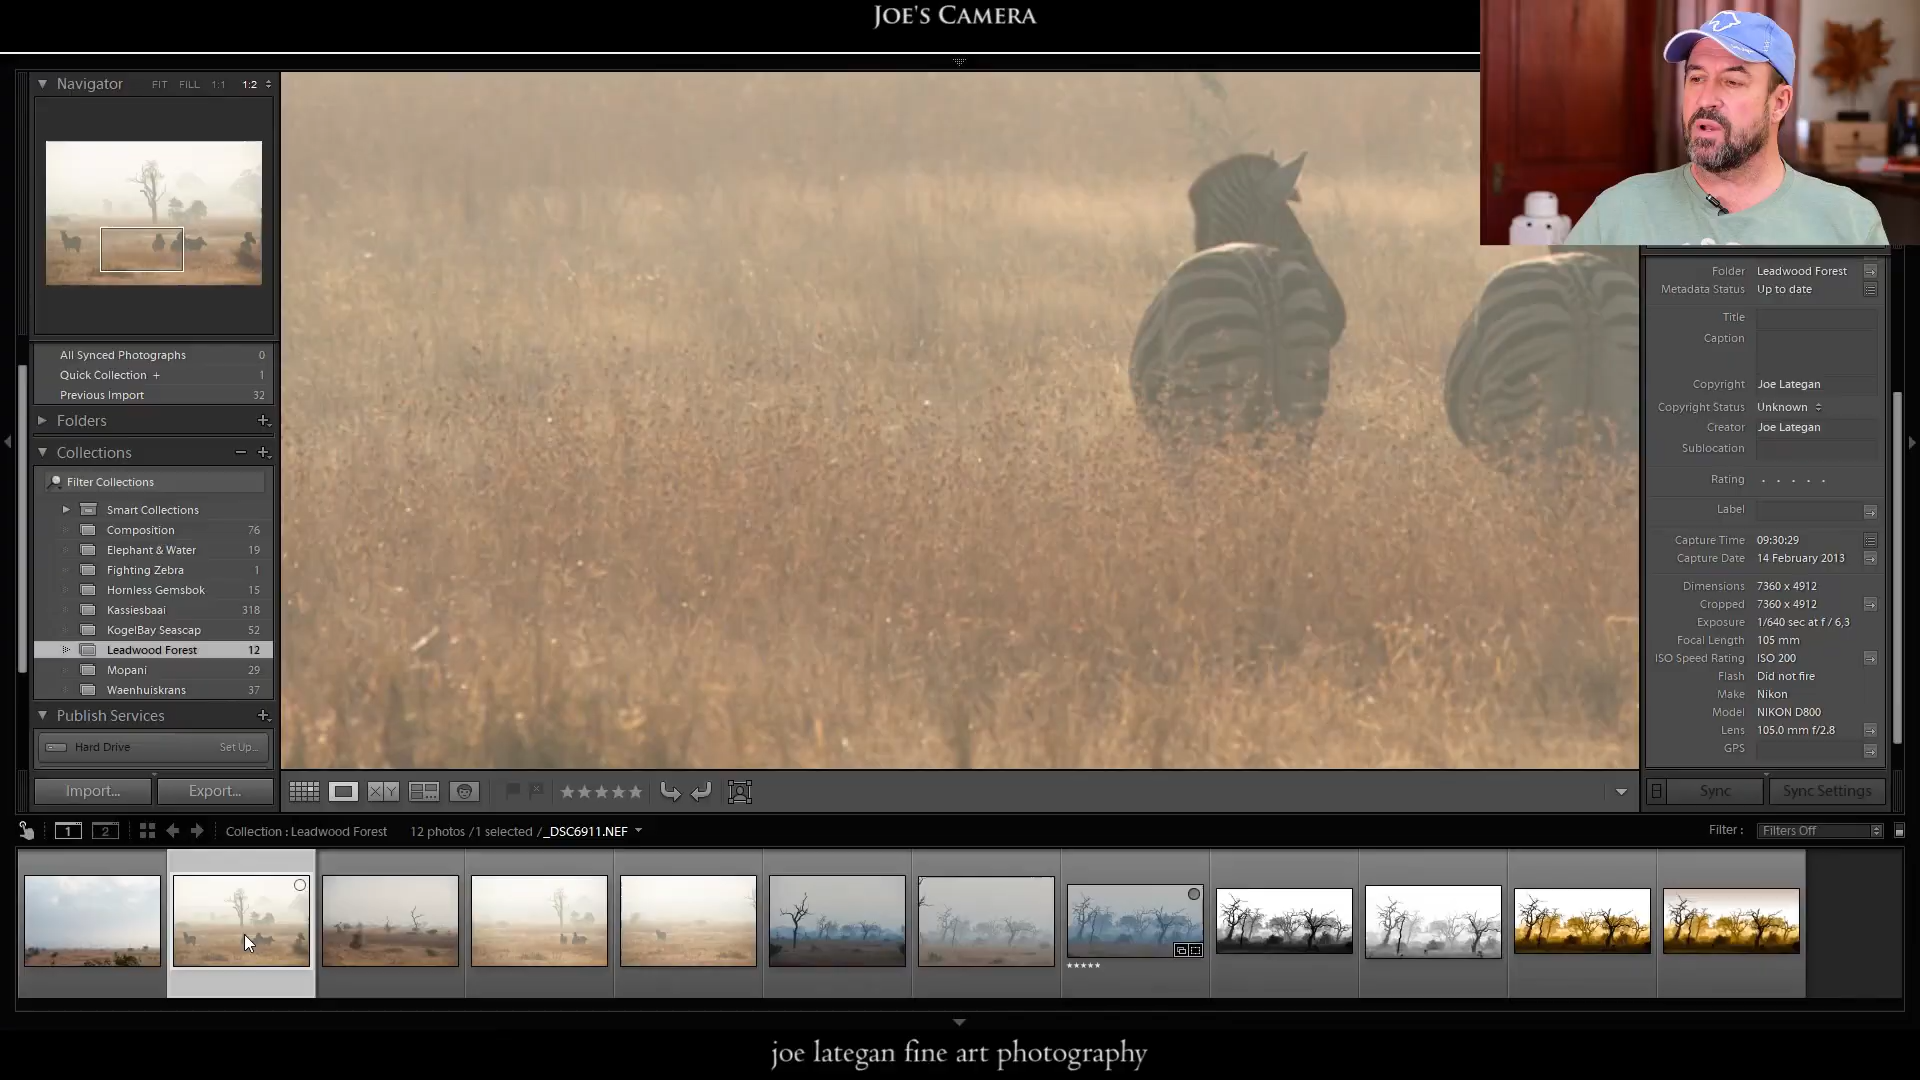 Joe's Camera
Navigator FIT FILL 1:1 1:2
All Synced Photographs 0
Quick Collection + 1
Previous Import 32
Folders
Collections
Filter Collections
Smart Collections
Composition 76
Elephant & Water 19
Fighting Zebra 1
Hornless Gemsbok 15
Kassiesbaai 318
KogelBay Seascap 52
Leadwood Forest 12
Mopani 29
Waenhuiskrans 37
Publish Services
Hard Drive Set Up...
Import... Export...
Folder Leadwood Forest
Metadata Status Up to date
Title
Caption
Copyright Joe Lategan
Copyright Status Unknown
Creator Joe Lategan
Sublocation
Rating
Label
Capture Time 09:30:29
Capture Date 14 February 2013
Dimensions 7360 x 4912
Cropped 7360 x 4912
Exposure 1/640 sec at f / 6,3
Focal Length 105 mm
ISO Speed Rating ISO 200
Flash Did not fire
Make Nikon
Model NIKON D800
Lens 105.0 mm f/2.8
GPS
Sync Sync Settings
X Y
1 2 Collection : Leadwood Forest 12 photos / 1 selected / _DSC6911.NEF Filter : Filters Off
joe lategan fine art photography